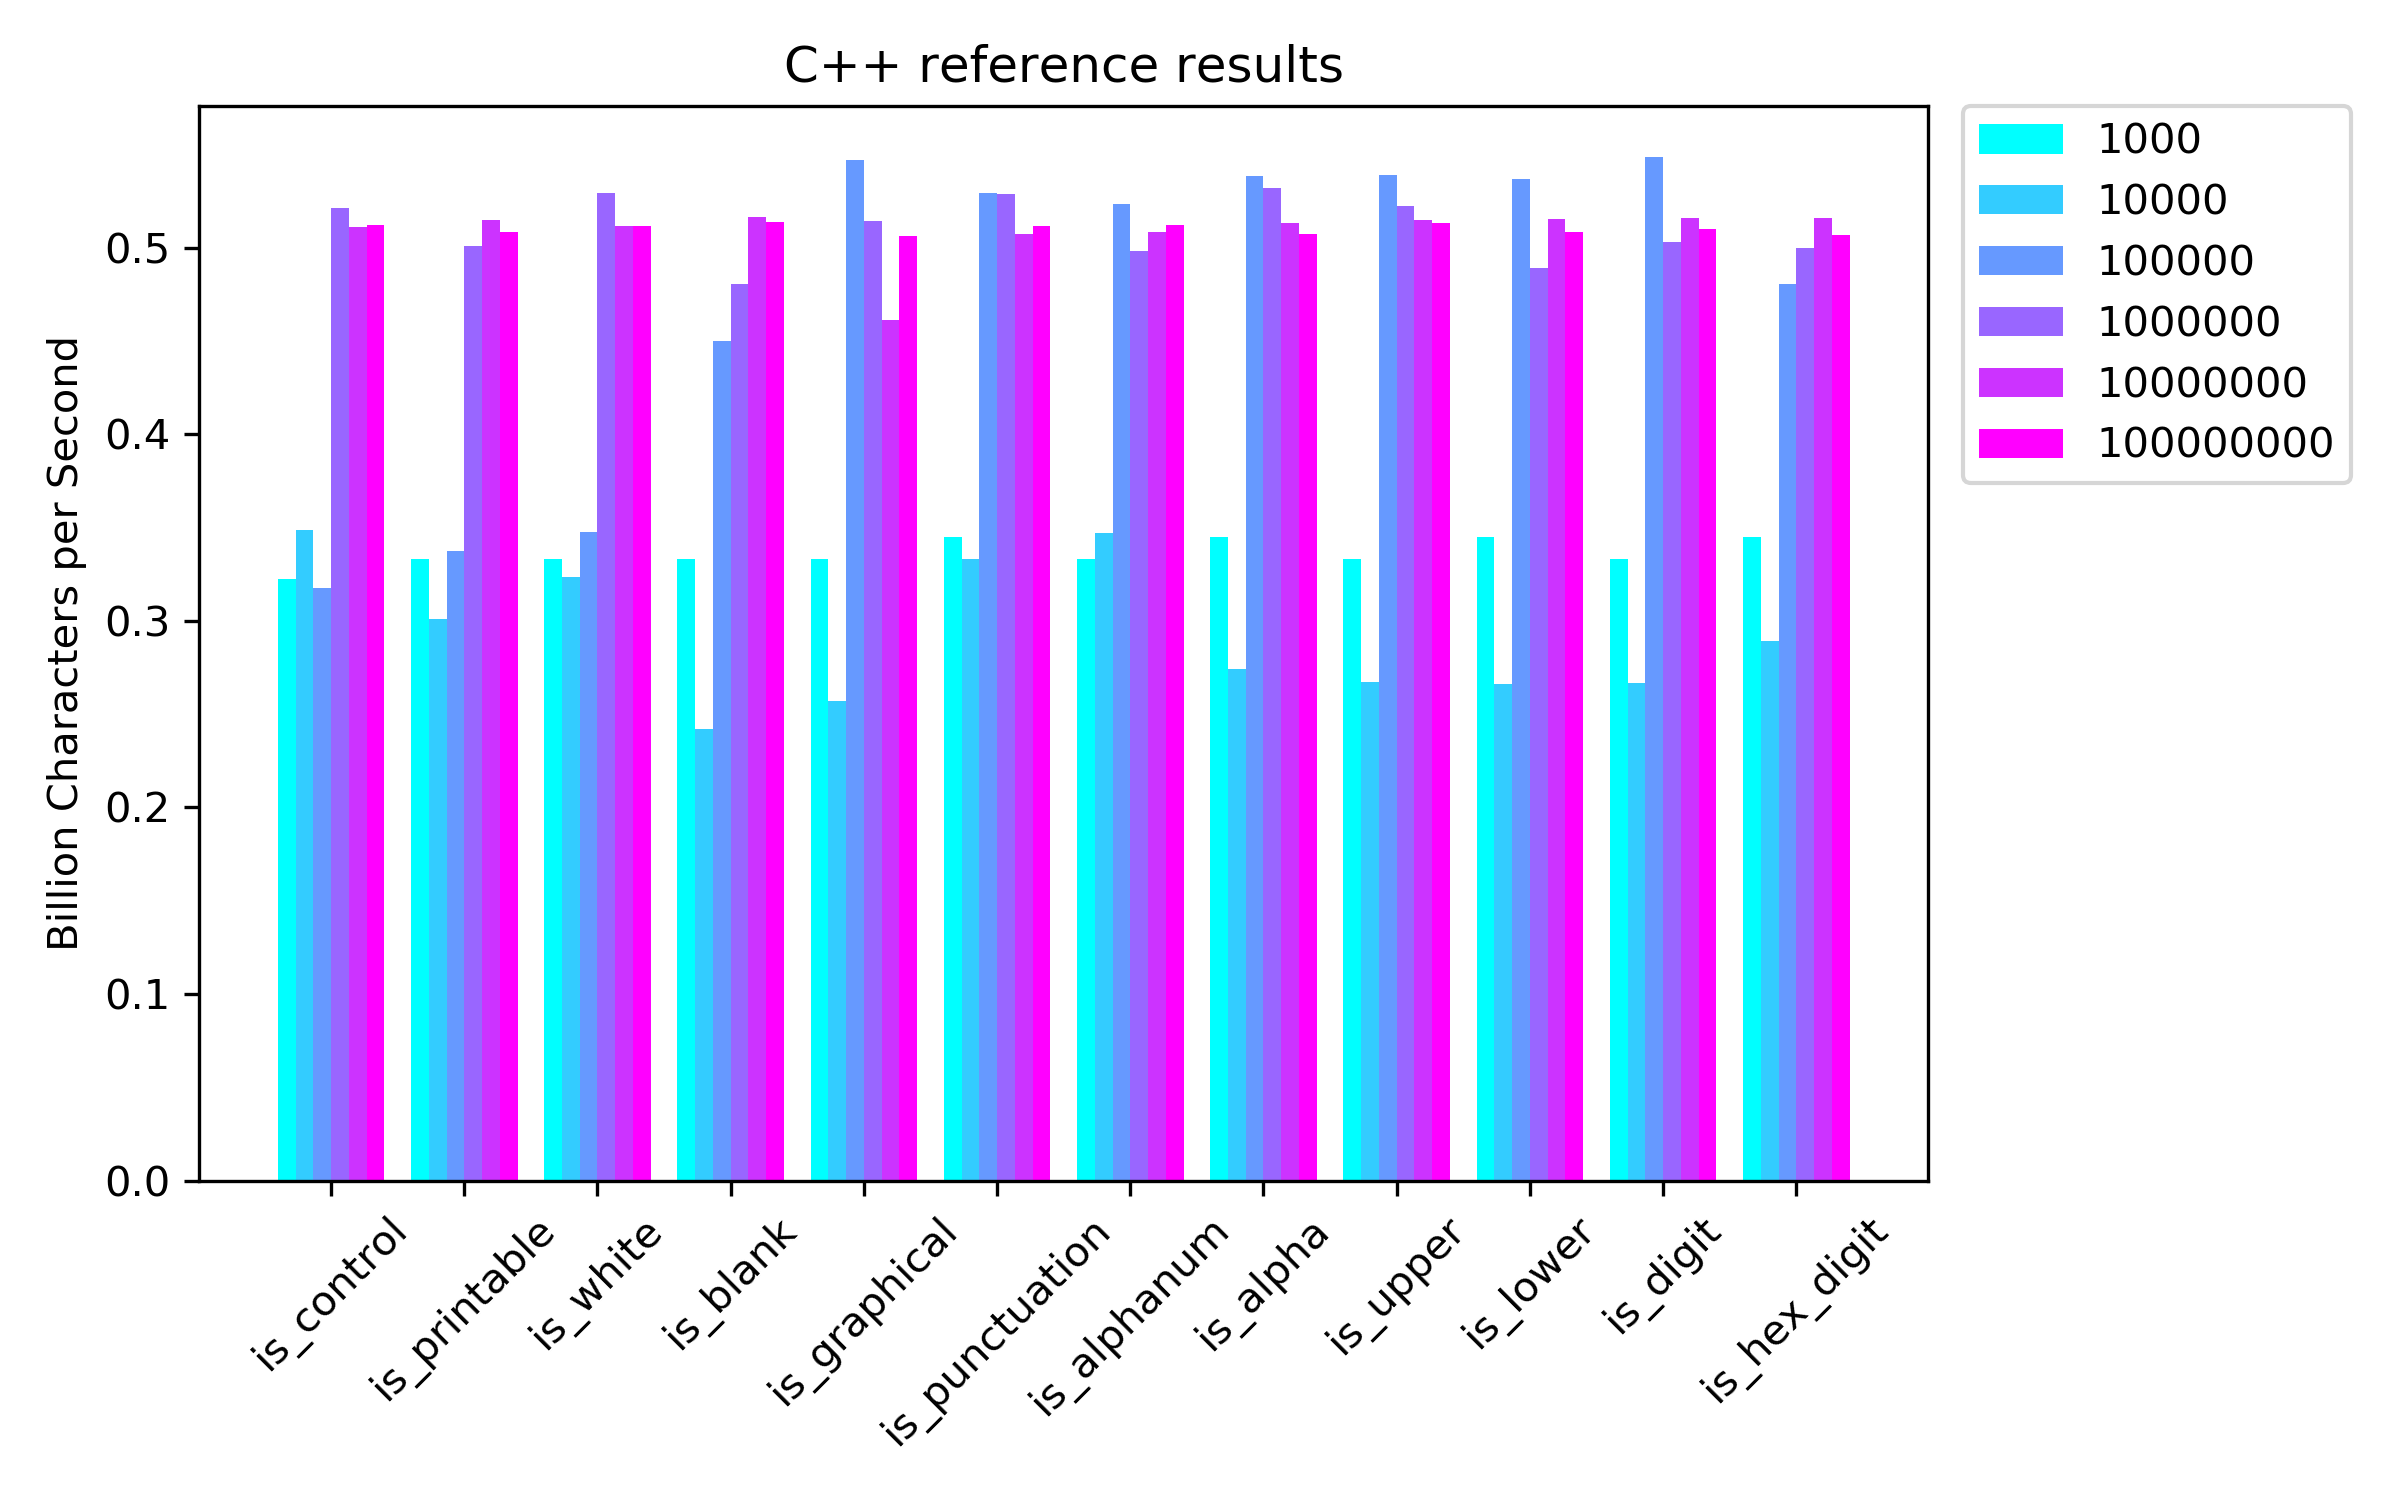 C++ reference results
Billion Characters per Second
0.5
0.4
0.3
0.2
0.1
0.0
is_control
is_printable
is_white
is_blank
is_graphical
is_punctuation
is_alphanum
is_alpha
is_upper
is_lower
is_digit
is_hex_digit
1000
10000
100000
1000000
10000000
100000000